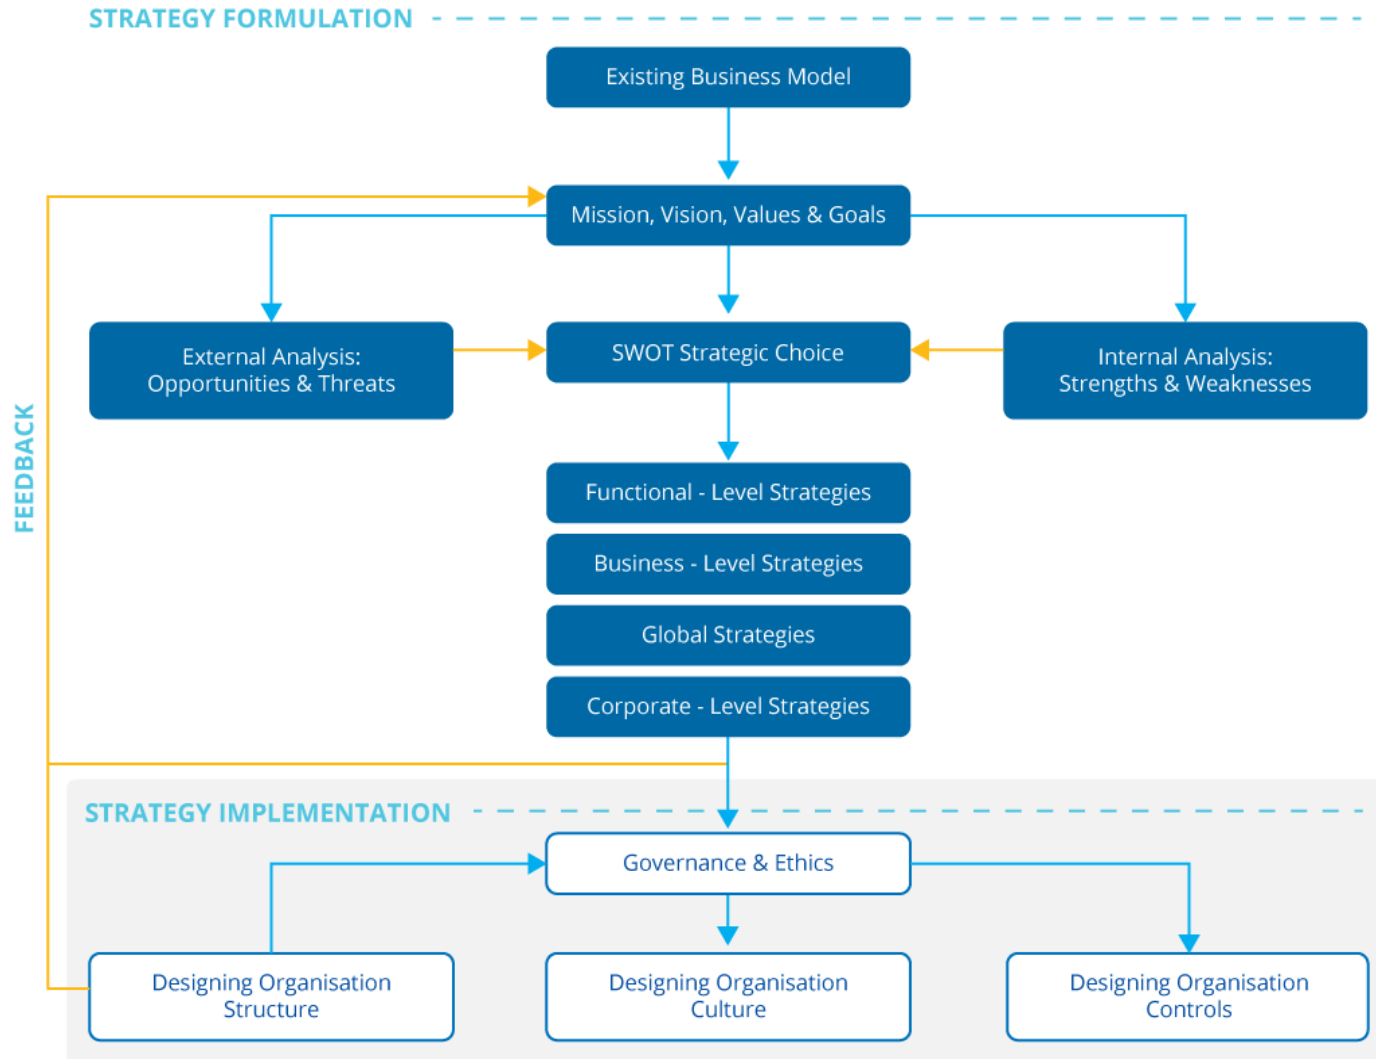 STRATEGY FORMULATION
Existing Business Model
Mission, Vision, Values & Goals
External Analysis:
Opportunities & Threats
SWOT Strategic Choice
Internal Analysis:
Strengths & Weaknesses
FEEDBACK
Functional - Level Strategies
Business - Level Strategies
Global Strategies
Corporate - Level Strategies
STRATEGY IMPLEMENTATION
Governance & Ethics
Designing Organisation
Structure
Designing Organisation
Culture
Designing Organisation
Controls